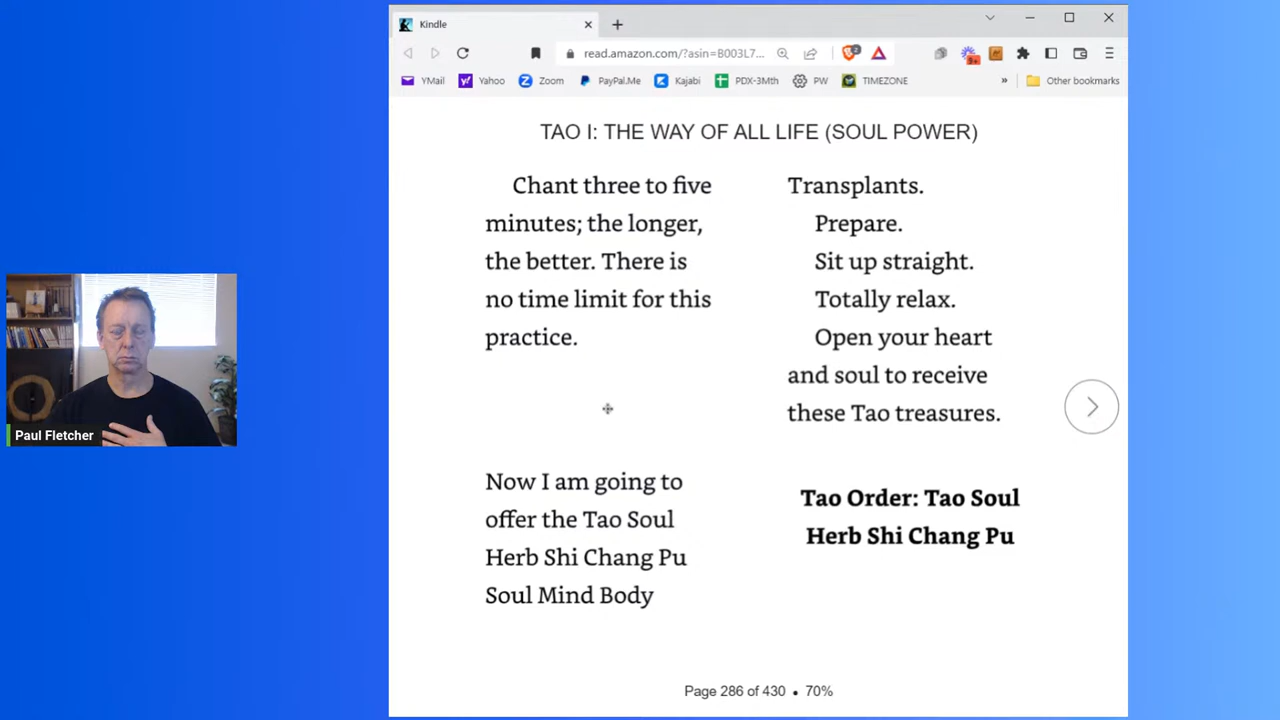 Kindle
read.amazon.com/?asin=B003L7...
2
9+
YMail
Yahoo
Zoom
PayPal.Me
Kajabi
PDX-3Mth
PW
TIMEZONE
»
Other bookmarks
TAO I: THE WAY OF ALL LIFE (SOUL POWER)
Chant three to five
minutes; the longer,
the better. There is
no time limit for this
practice.
Now I am going to
offer the Tao Soul
Herb Shi Chang Pu
Soul Mind Body
Transplants.
Prepare.
Sit up straight.
Totally relax.
Open your heart
and soul to receive
these Tao treasures.
Tao Order: Tao Soul
Herb Shi Chang Pu
Page 286 of 430 • 70%
Paul Fletcher